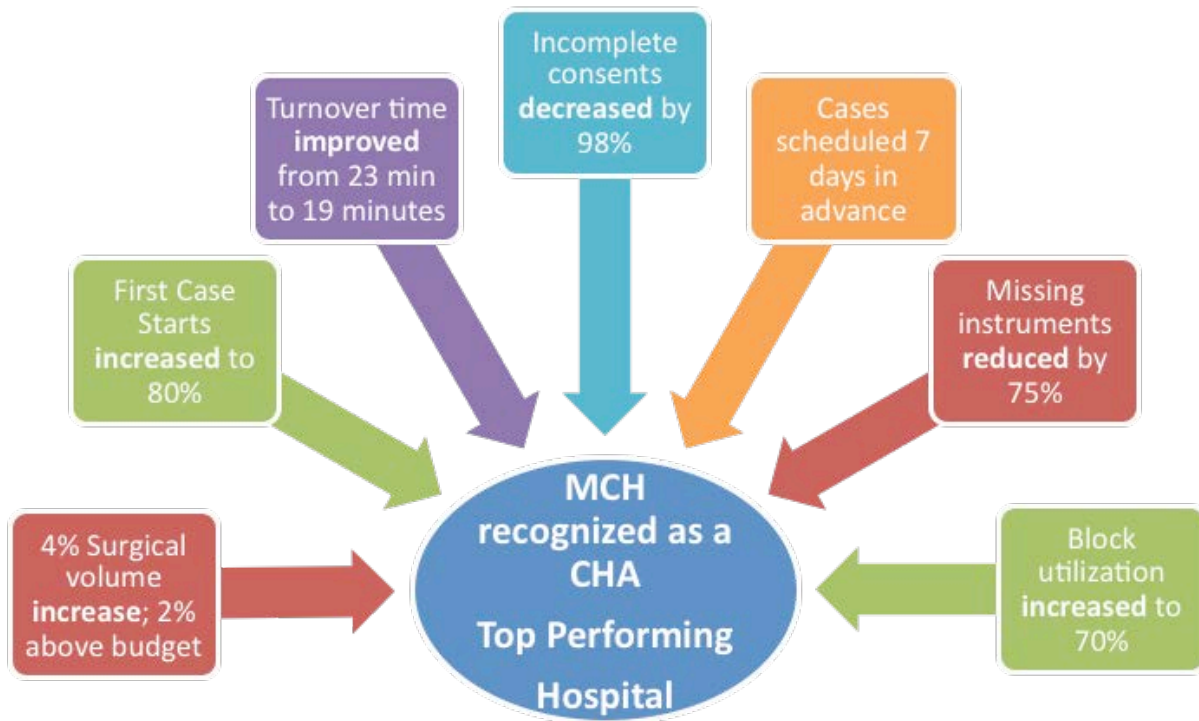 Incomplete
consents
decreased by
98%
Turnover time
improved
from 23 min
to 19 minutes
Cases
scheduled 7
days in
advance
First Case
Starts
increased to
80%
Missing
instruments
reduced by
75%
4% Surgical
volume
increase; 2%
above budget
Block
utilization
increased to
70%
MCH
recognized as a
CHA
Top Performing
Hospital